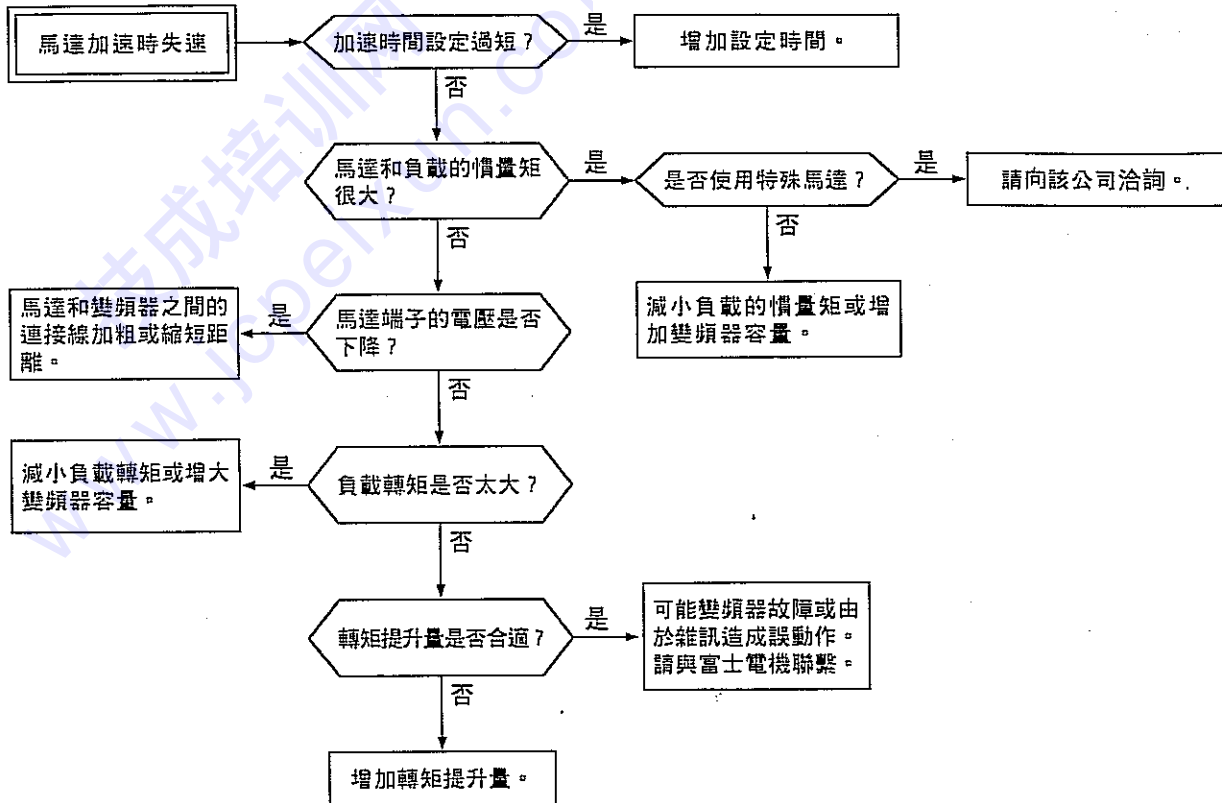 馬達加速時失速
加速時間設定過短？
是
增加設定時間。
否
馬達和負載的慣量矩
很大？
是
是否使用特殊馬達？
是
請向該公司洽詢。
否
否
減小負載的慣量矩或增
加變頻器容量。
馬達端子的電壓是否
下降？
是
馬達和變頻器之間的
連接線加粗或縮短距
離。
否
負載轉矩是否太大？
是
減小負載轉矩或增大
變頻器容量。
否
轉矩提升量是否合適？
是
可能變頻器故障或由
於雜訊造成誤動作。
請與富士電機聯繫。
否
增加轉矩提升量。
技成培训网
www.jcpeixun.com